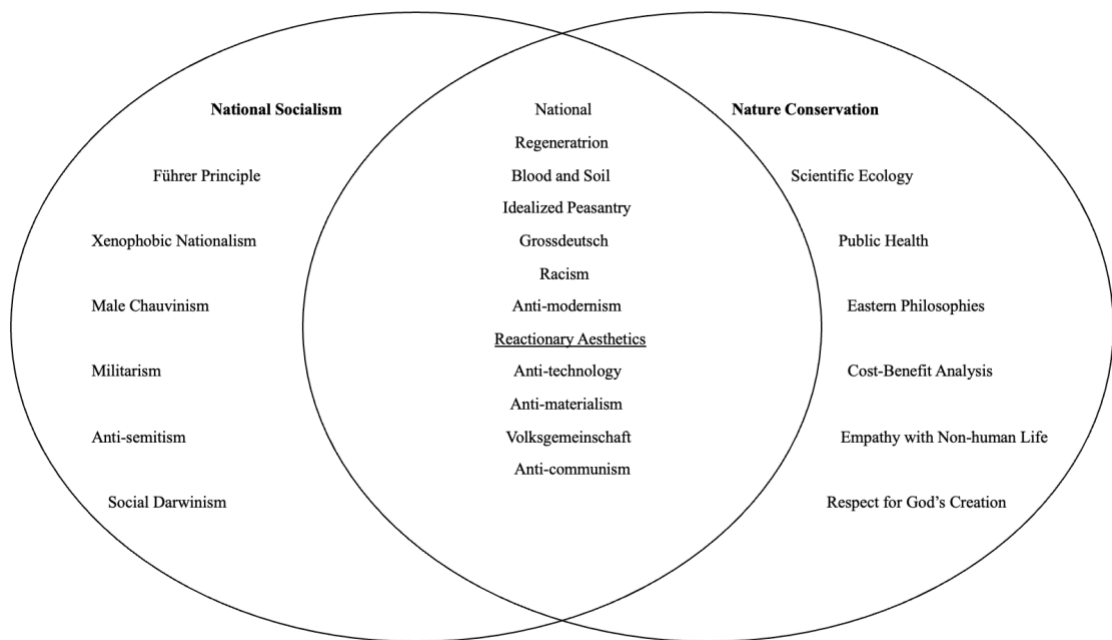 National Socialism
Führer Principle
Xenophobic Nationalism
Male Chauvinism
Militarism
Anti-semitism
Social Darwinism
National
Regeneratrion
Blood and Soil
Idealized Peasantry
Grossdeutsch
Racism
Anti-modernism
Reactionary Aesthetics
Anti-technology
Anti-materialism
Volksgemeinschaft
Anti-communism
Nature Conservation
Scientific Ecology
Public Health
Eastern Philosophies
Cost-Benefit Analysis
Empathy with Non-human Life
Respect for God’s Creation